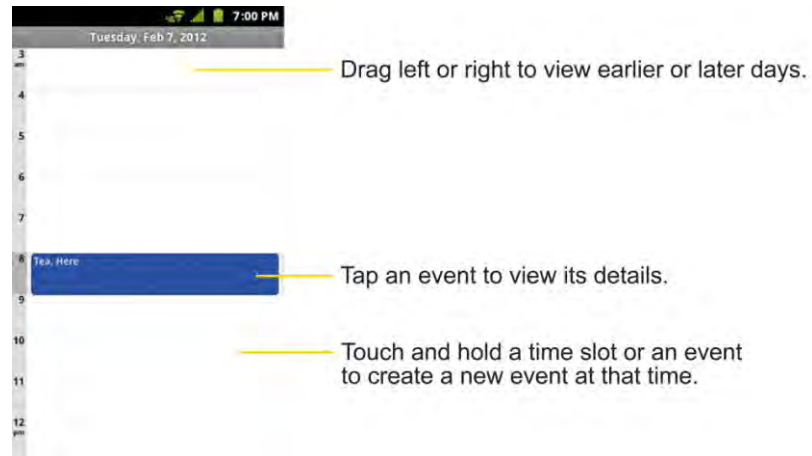 7:00 PM
Tuesday, Feb 7, 2012
3
am
Drag left or right to view earlier or later days.
4
5
6
7
8
Tea, Here
Tap an event to view its details.
9
10
Touch and hold a time slot or an event
to create a new event at that time.
11
12
pm